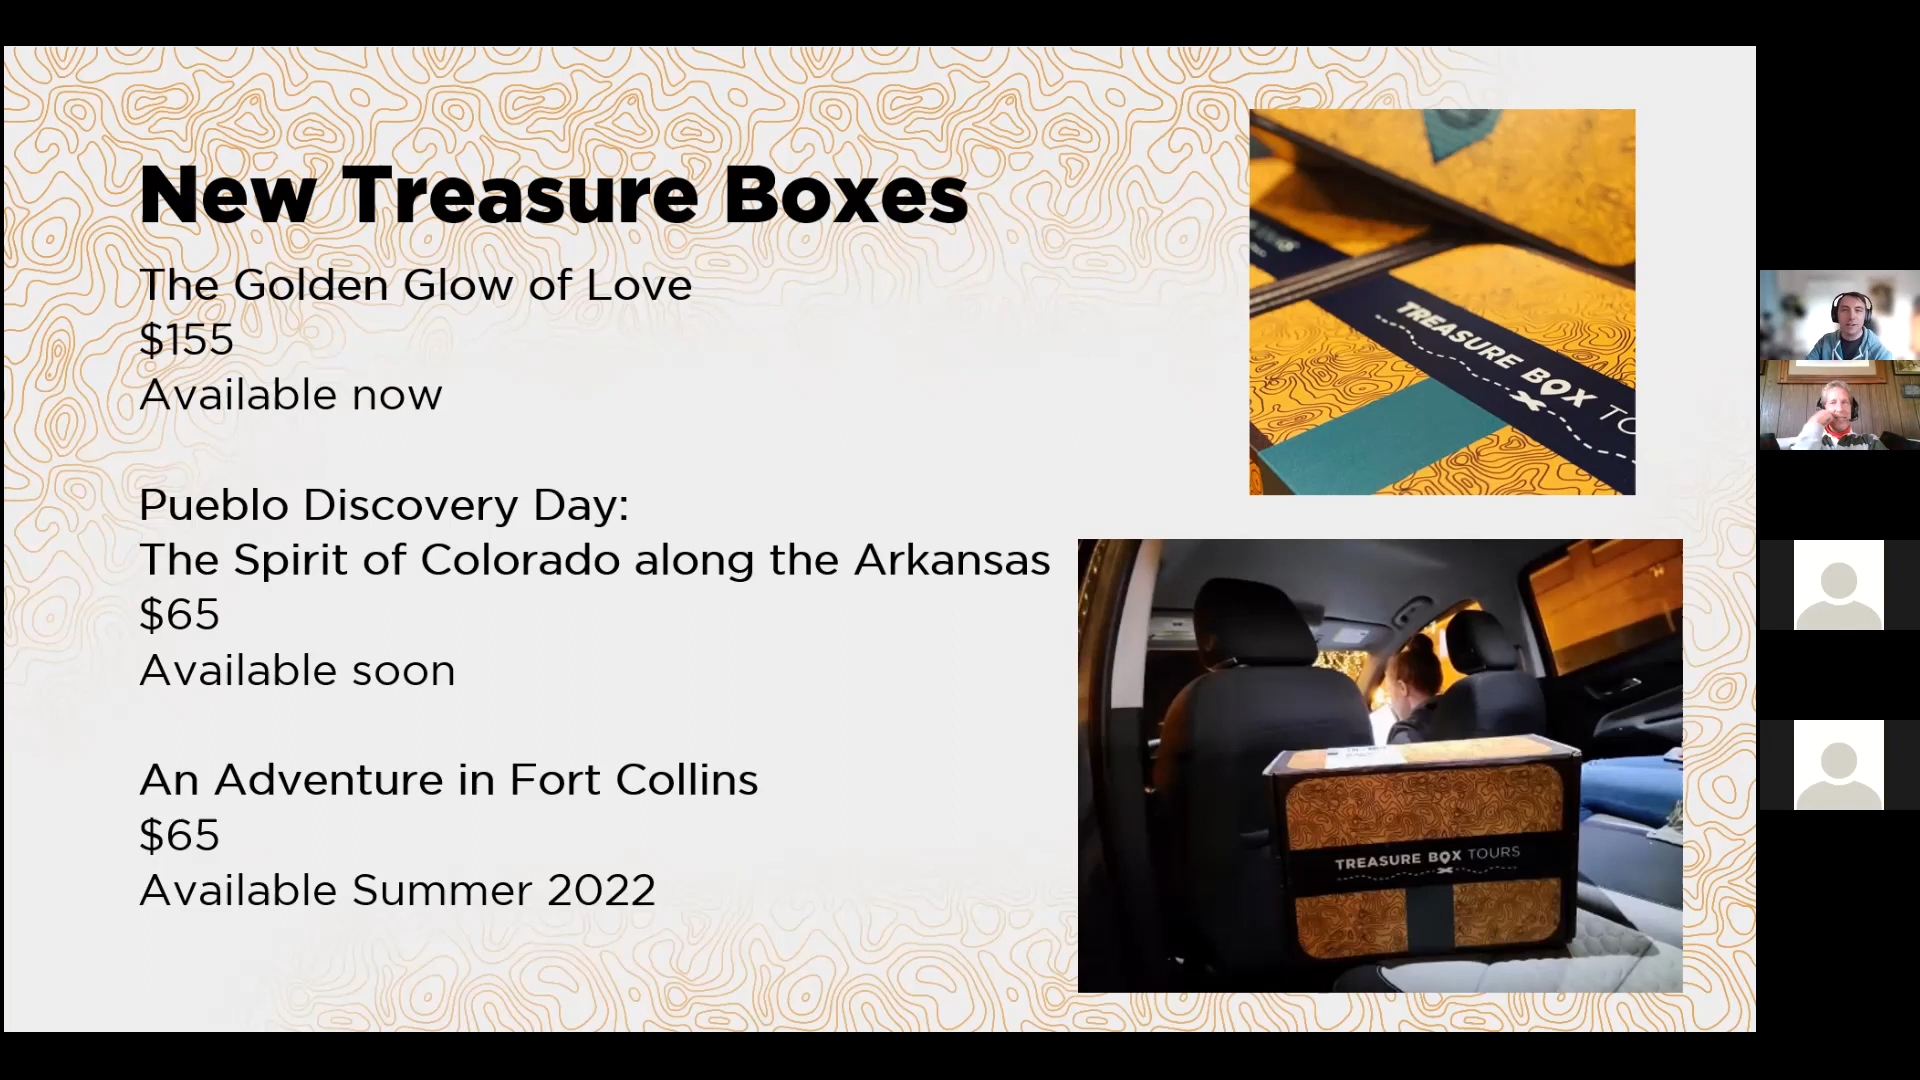 New Treasure Boxes
The Golden Glow of Love
$155
Available now
Pueblo Discovery Day:
The Spirit of Colorado along the Arkansas
$65
Available soon
An Adventure in Fort Collins
$65
Available Summer 2022
TREASURE BOX
TREASURE BOX TOURS